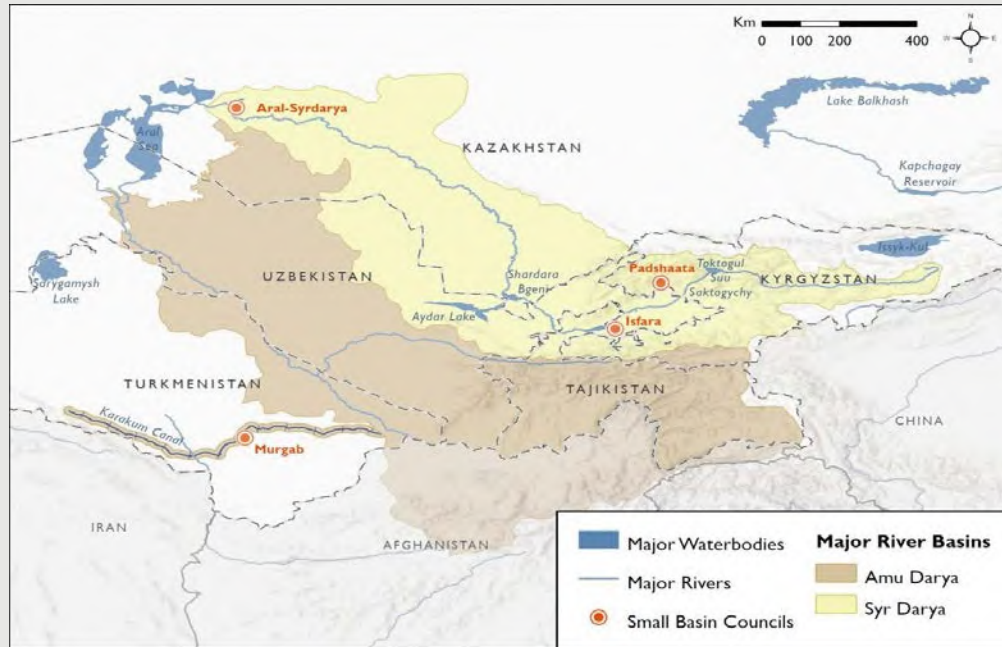 Km
0 100 200 400
N
W E
S
Aral-Syrdarya
Lake Balkhash
Aral
Sea
KAZAKHSTAN
Kapchagay
Reservoir
Issyk-Kul
Sarygamysh
Lake
UZBEKISTAN
Shardara
Bgeni
Padshaata
Toktogul
Suu
Saktogychy
KYRGYZSTAN
Aydar Lake
Isfara
TURKMENISTAN
TAJIKISTAN
Karakum Canal
CHINA
Murgab
IRAN
AFGHANISTAN
Major Waterbodies
Major Rivers
Small Basin Councils
Major River Basins
Amu Darya
Syr Darya